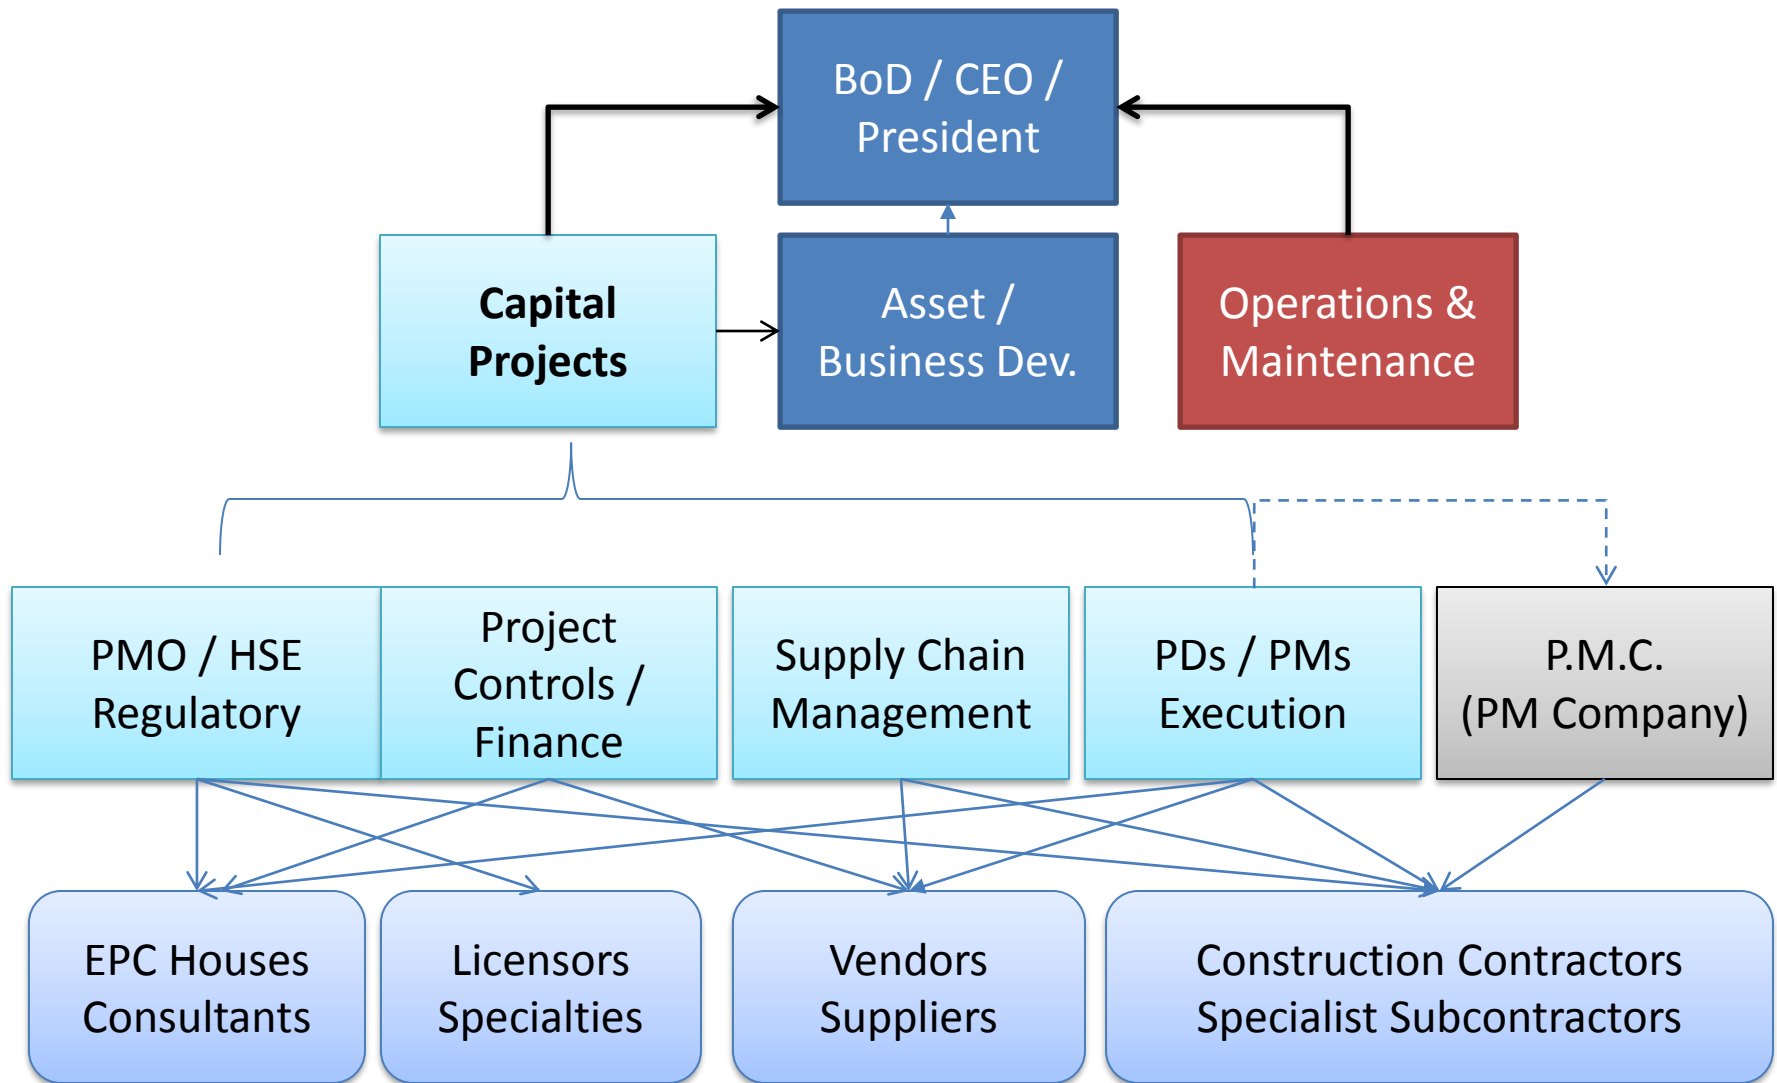 BoD / CEO /
President
Capital
Projects
Asset /
Business Dev.
Operations &
Maintenance
PMO / HSE
Regulatory
Project
Controls /
Finance
Supply Chain
Management
PDs / PMs
Execution
P.M.C.
(PM Company)
EPC Houses
Consultants
Licensors
Specialties
Vendors
Suppliers
Construction Contractors
Specialist Subcontractors